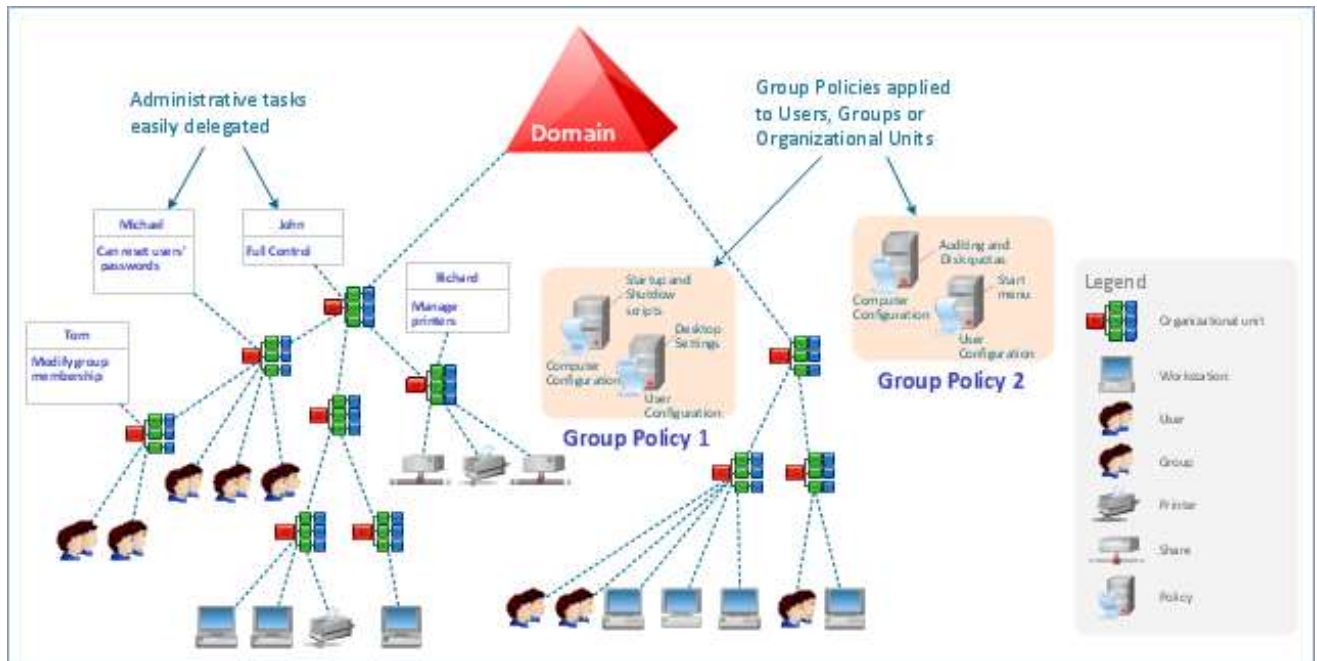 Administrative tasks
easily delegated
Domain
Group Policies applied
to Users, Groups or
Organizational Units
Michael
Can reset users'
passwords
John
Full Control
Richard
Manage
printers
Tom
Modify group
membership
Startup and
Shutdow
scripts
Desktop
Settings
Computer
Configuration
User
Configuration
Group Policy 1
Auditing and
Disk quotas
Start
menu
Computer
Configuration
User
Configuration
Group Policy 2
Legend
Organizational unit
Workstation
User
Group
Printer
Share
Policy